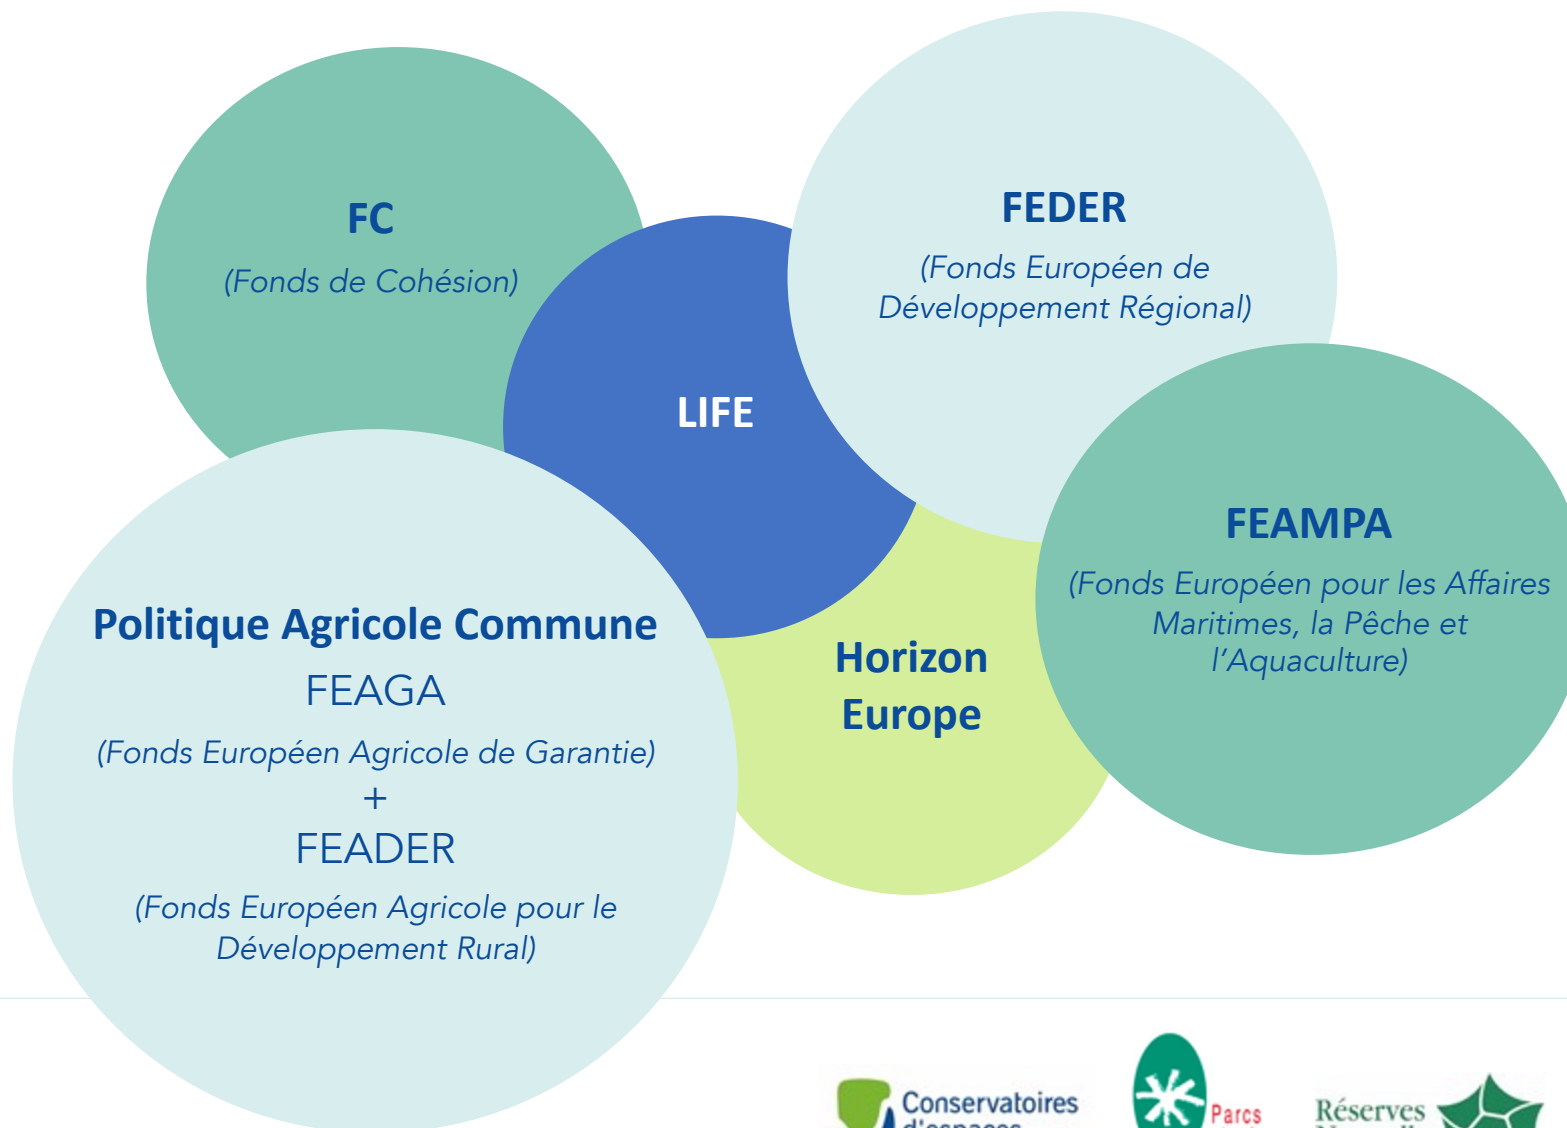 FC
(Fonds de Cohésion)
FEDER
(Fonds Européen de
Développement Régional)
LIFE
FEAMPA
(Fonds Européen pour les Affaires
Maritimes, la Pêche et
l'Aquaculture)
Politique Agricole Commune
FEAGA
(Fonds Européen Agricole de Garantie)
+
FEADER
(Fonds Européen Agricole pour le
Développement Rural)
Horizon
Europe
Conservatoires
d'espaces
Parcs
Réserves